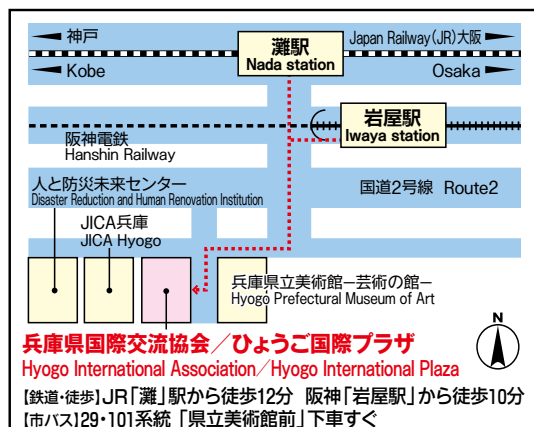 神戸
Kobe
灘駅
Nada station
Japan Railway(JR)大阪
Osaka
岩屋駅
Iwaya station
阪神電鉄
Hanshin Railway
人と防災未来センター
Disaster Reduction and Human Renovation Institution
国道2号線 Route2
JICA兵庫
JICA Hyogo
兵庫県立美術館−芸術の館−
Hyogo Prefectural Museum of Art
兵庫県国際交流協会/ひょうご国際プラザ
Hyogo International Association/Hyogo International Plaza
N
【鉄道・徒歩】JR「灘」駅から徒歩12分 阪神「岩屋駅」から徒歩10分
【市バス】29・101系統 「県立美術館前」下車すぐ